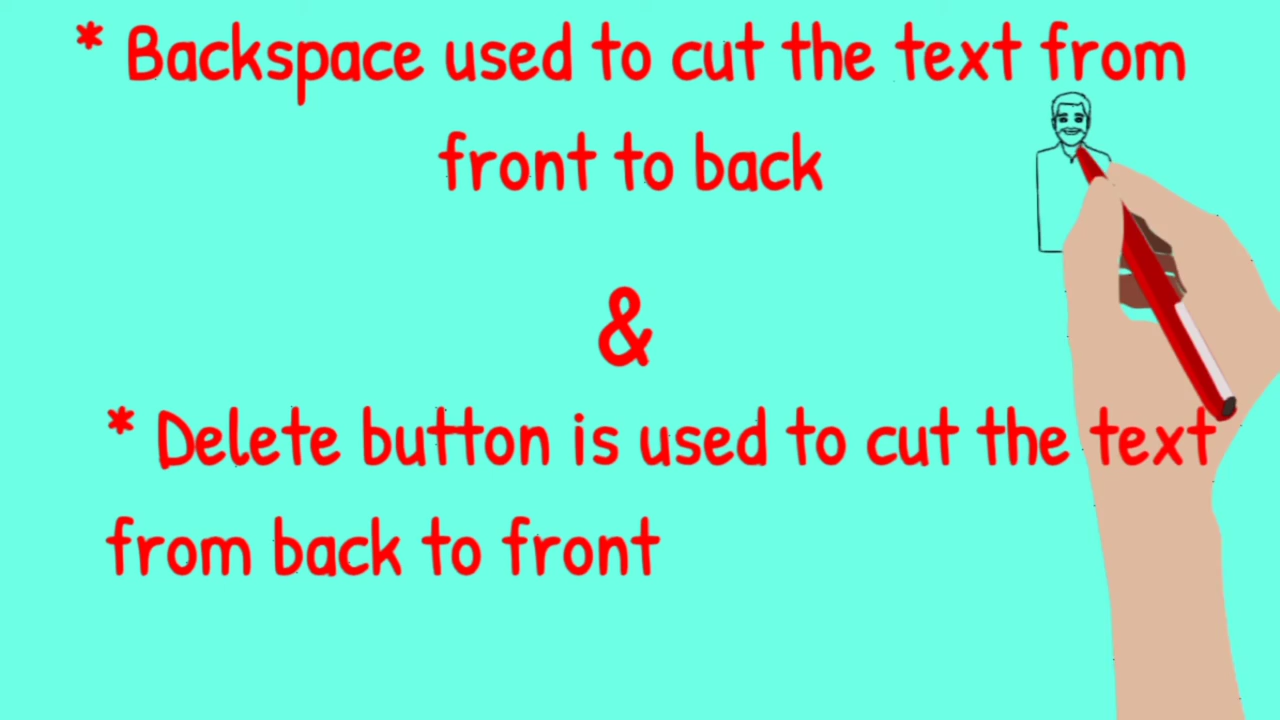 * Backspace used to cut the text from
front to back
&
* Delete button is used to cut the text
from back to front